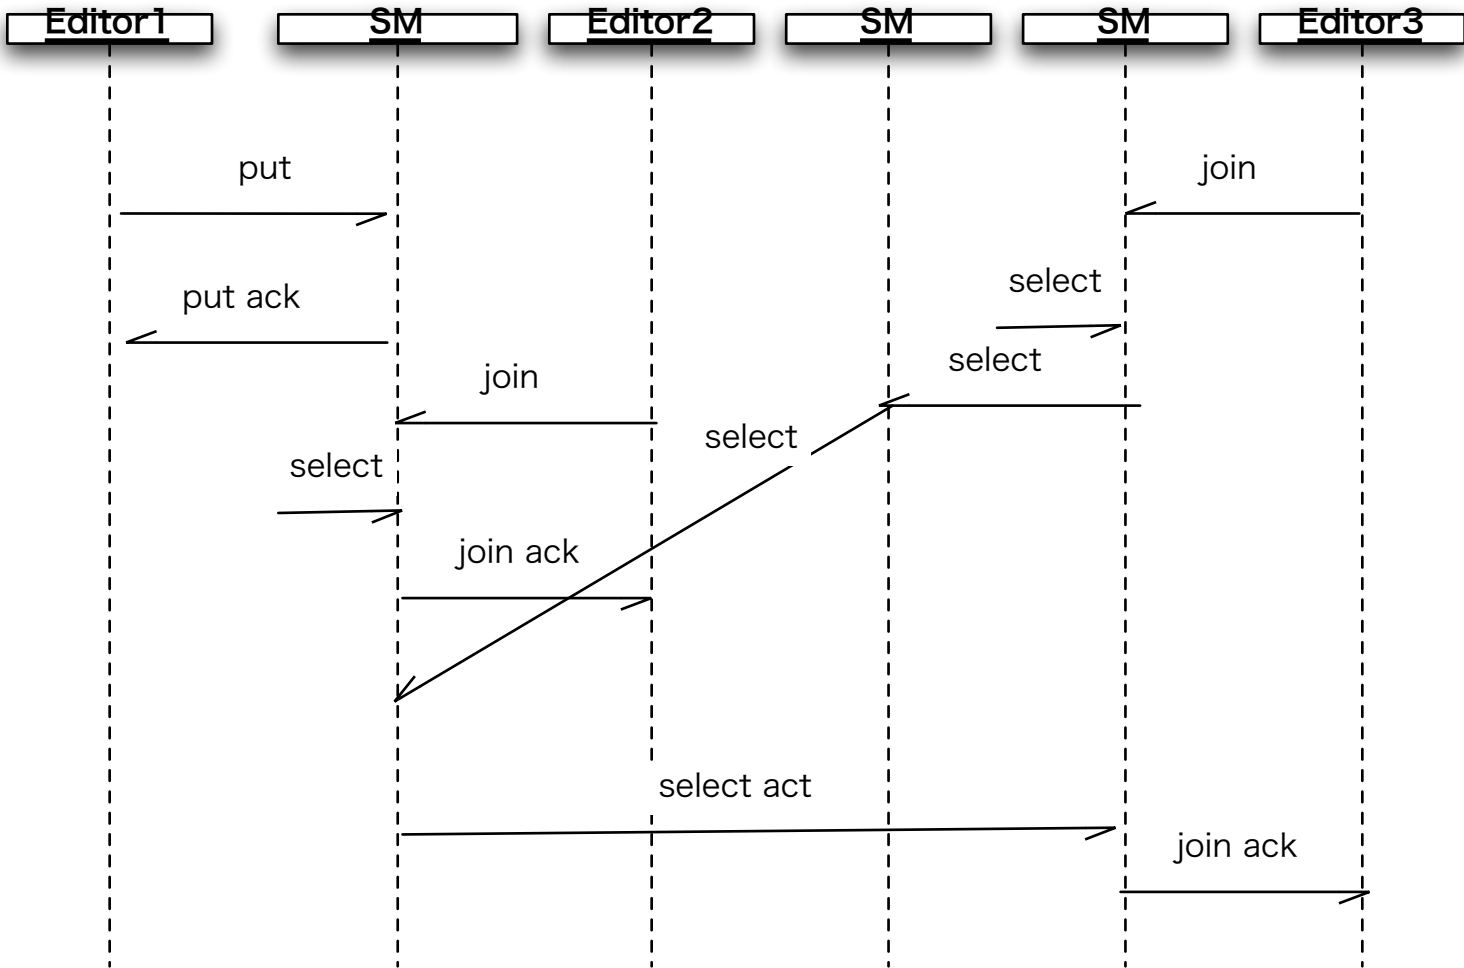 Editor1 SM Editor2 SM SM Editor3
put join
select
put ack
select
join
select
select
join ack
select act
join ack